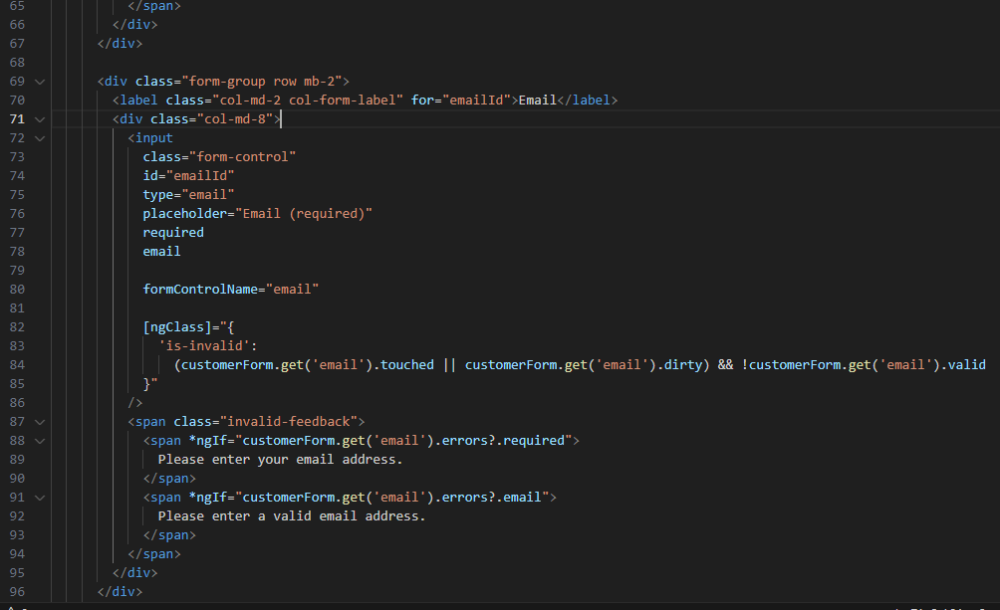 65 </span>
66 </div>
67 </div>
68
69 <div class="form-group row mb-2">
70 <label class="col-md-2 col-form-label" for="emailId">Email</label>
71 <div class="col-md-8">
72 <input
73 class="form-control"
74 id="emailId"
75 type="email"
76 placeholder="Email (required)"
77 required
78 email
79
80 formControlName="email"
81
82 [ngClass]="{
83 'is-invalid':
84 (customerForm.get('email').touched || customerForm.get('email').dirty) && !customerForm.get('email').valid
85 }"
86 />
87 <span class="invalid-feedback">
88 <span *ngIf="customerForm.get('email').errors?.required">
89 Please enter your email address.
90 </span>
91 <span *ngIf="customerForm.get('email').errors?.email">
92 Please enter a valid email address.
93 </span>
94 </span>
95 </div>
96 </div>